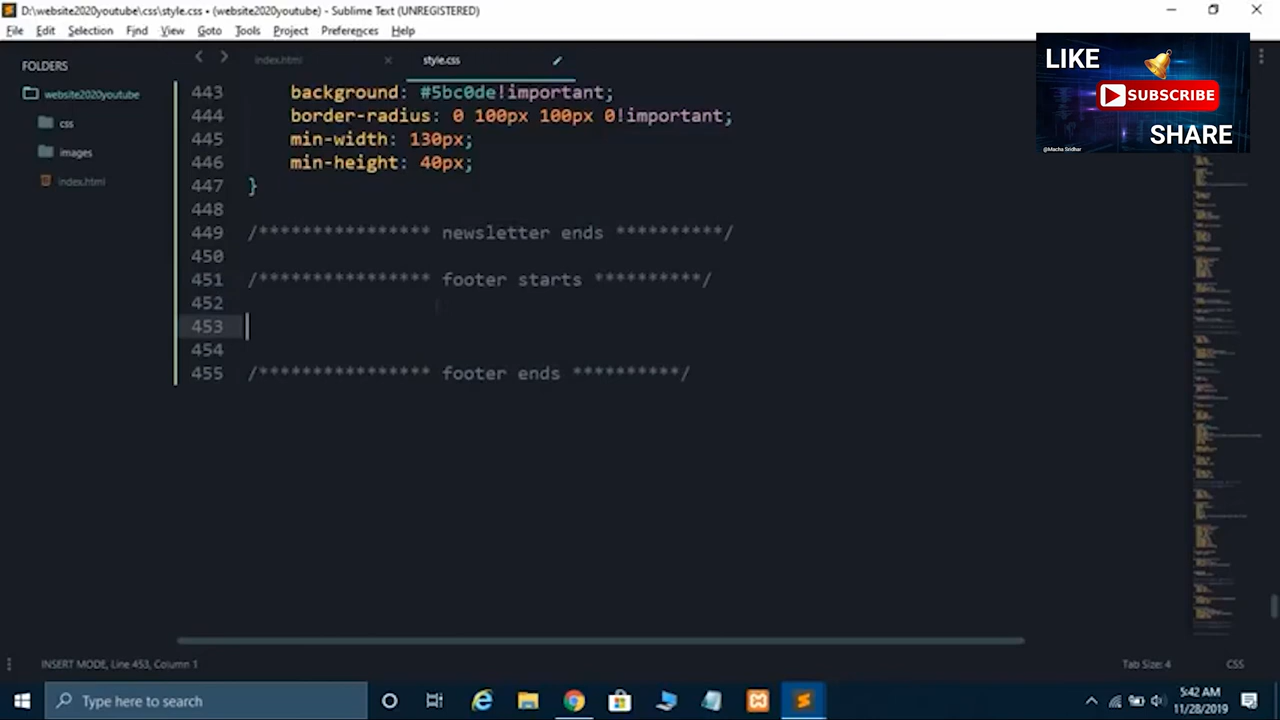 D:\website2020youtube\css\style.css • (website2020youtube) - Sublime Text (UNREGISTERED)
File Edit Selection Find View Goto Tools Project Preferences Help
LIKE
SUBSCRIBE
SHARE
@Macha Sridhar
FOLDERS
website2020youtube
css
images
index.html
index.html × style.css
443 background: #5bc0de!important;
444 border-radius: 0 100px 100px 0!important;
445 min-width: 130px;
446 min-height: 40px;
447 }
448
449 /**************** newsletter ends **********/
450
451 /**************** footer starts **********/
452
453
454
455 /**************** footer ends **********/
INSERT MODE, Line 453, Column 1
Tab Size: 4 CSS
Type here to search
5:42 AM
11/28/2019